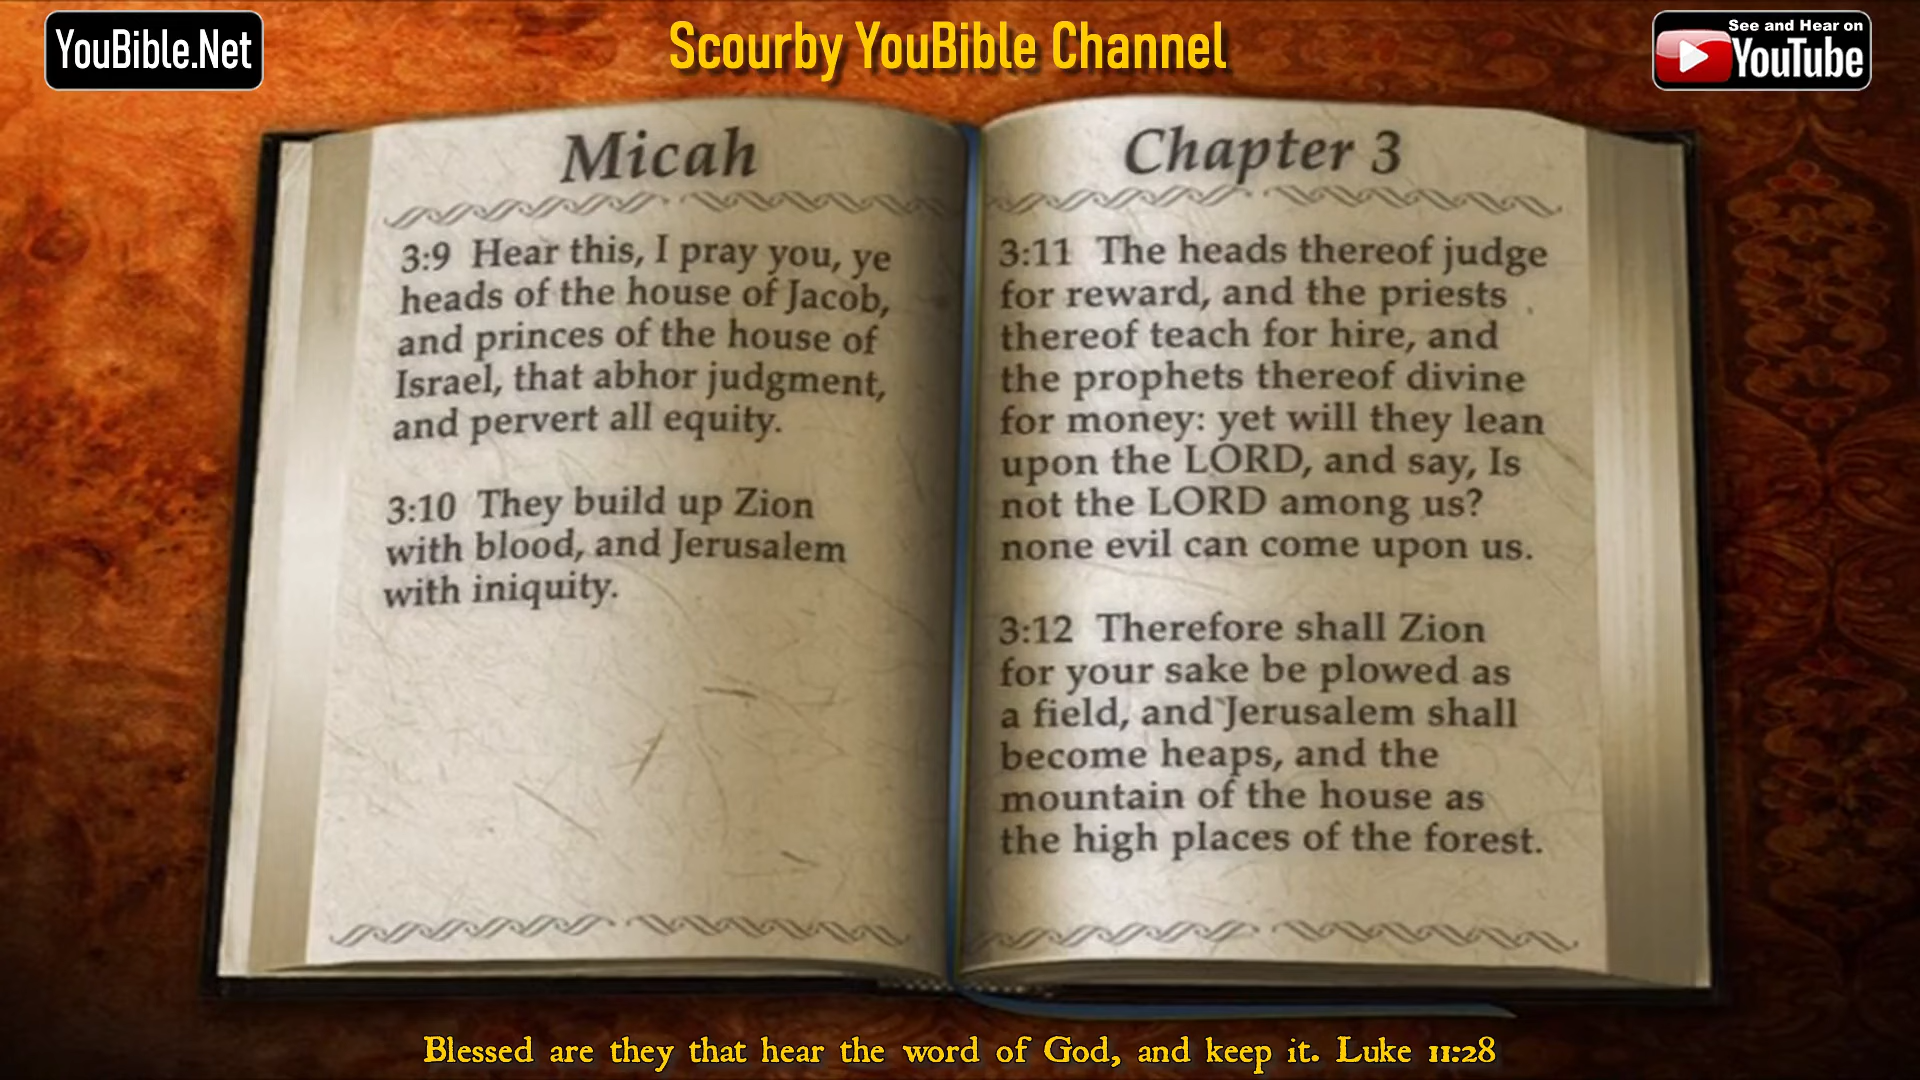 YouBible.Net
Scourby YouBible Channel
See and Hear on
YouTube
Micah
3:9 Hear this, I pray you, ye
heads of the house of Jacob,
and princes of the house of
Israel, that abhor judgment,
and pervert all equity.
3:10 They build up Zion
with blood, and Jerusalem
with iniquity.
Chapter 3
3:11 The heads thereof judge
for reward, and the priests
thereof teach for hire, and
the prophets thereof divine
for money: yet will they lean
upon the LORD, and say, Is
not the LORD among us?
none evil can come upon us.
3:12 Therefore shall Zion
for your sake be plowed as
a field, and Jerusalem shall
become heaps, and the
mountain of the house as
the high places of the forest.
Blessed are they that hear the word of God, and keep it. Luke 11:28